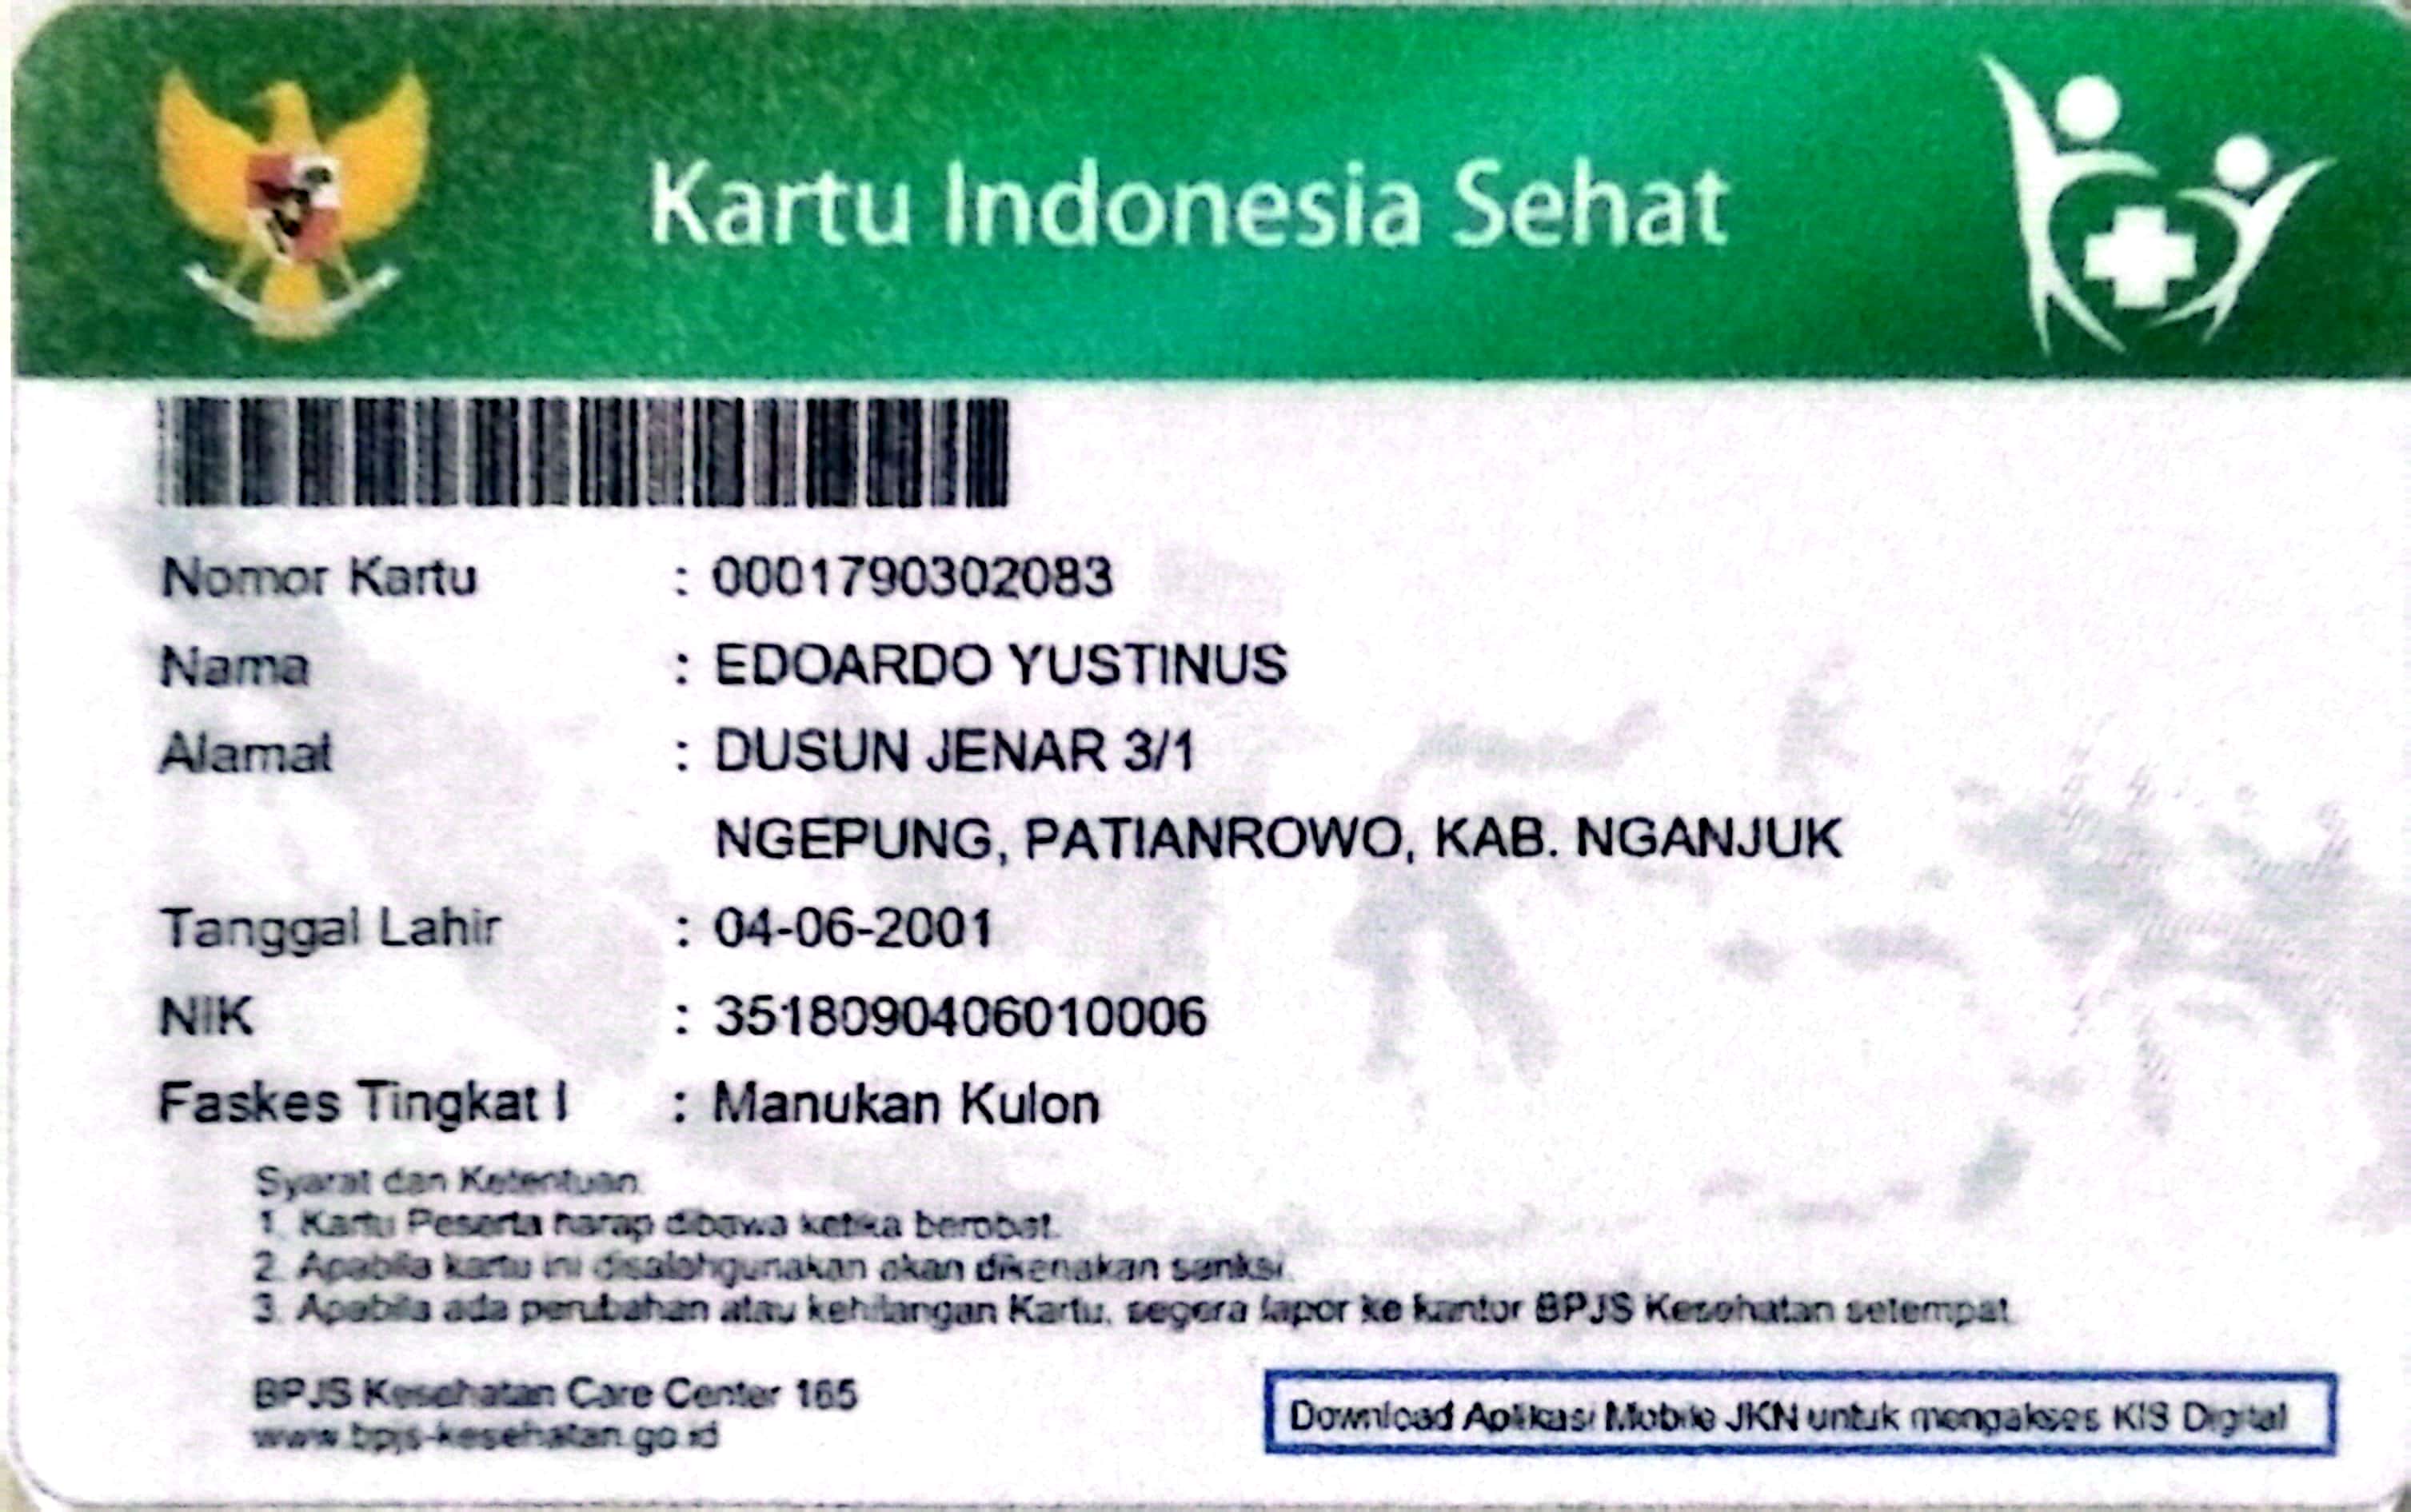 Kartu Indonesia Sehat
Nomor Kartu : 0001790302083
Nama : EDOARDO YUSTINUS
Alamat : DUSUN JENAR 3/1
NGEPUNG, PATIANROWO, KAB. NGANJUK
Tanggal Lahir : 04-06-2001
NIK : 3518090406010006
Faskes Tingkat I : Manukan Kulon
Syarat dan Ketentuan
1. Kartu Peserta harap dibawa ketika berobat.
2. Apabila kartu ini disalahgunakan akan dikenakan sanksi.
3. Apabila ada perubahan atau kehilangan Kartu, segera lapor ke kantor BPJS Kesehatan setempat.
BPJS Kesehatan Care Center 165
www.bpjs-kesehatan.go.id
Download Aplikasi Mobile JKN untuk mengakses KIS Digital